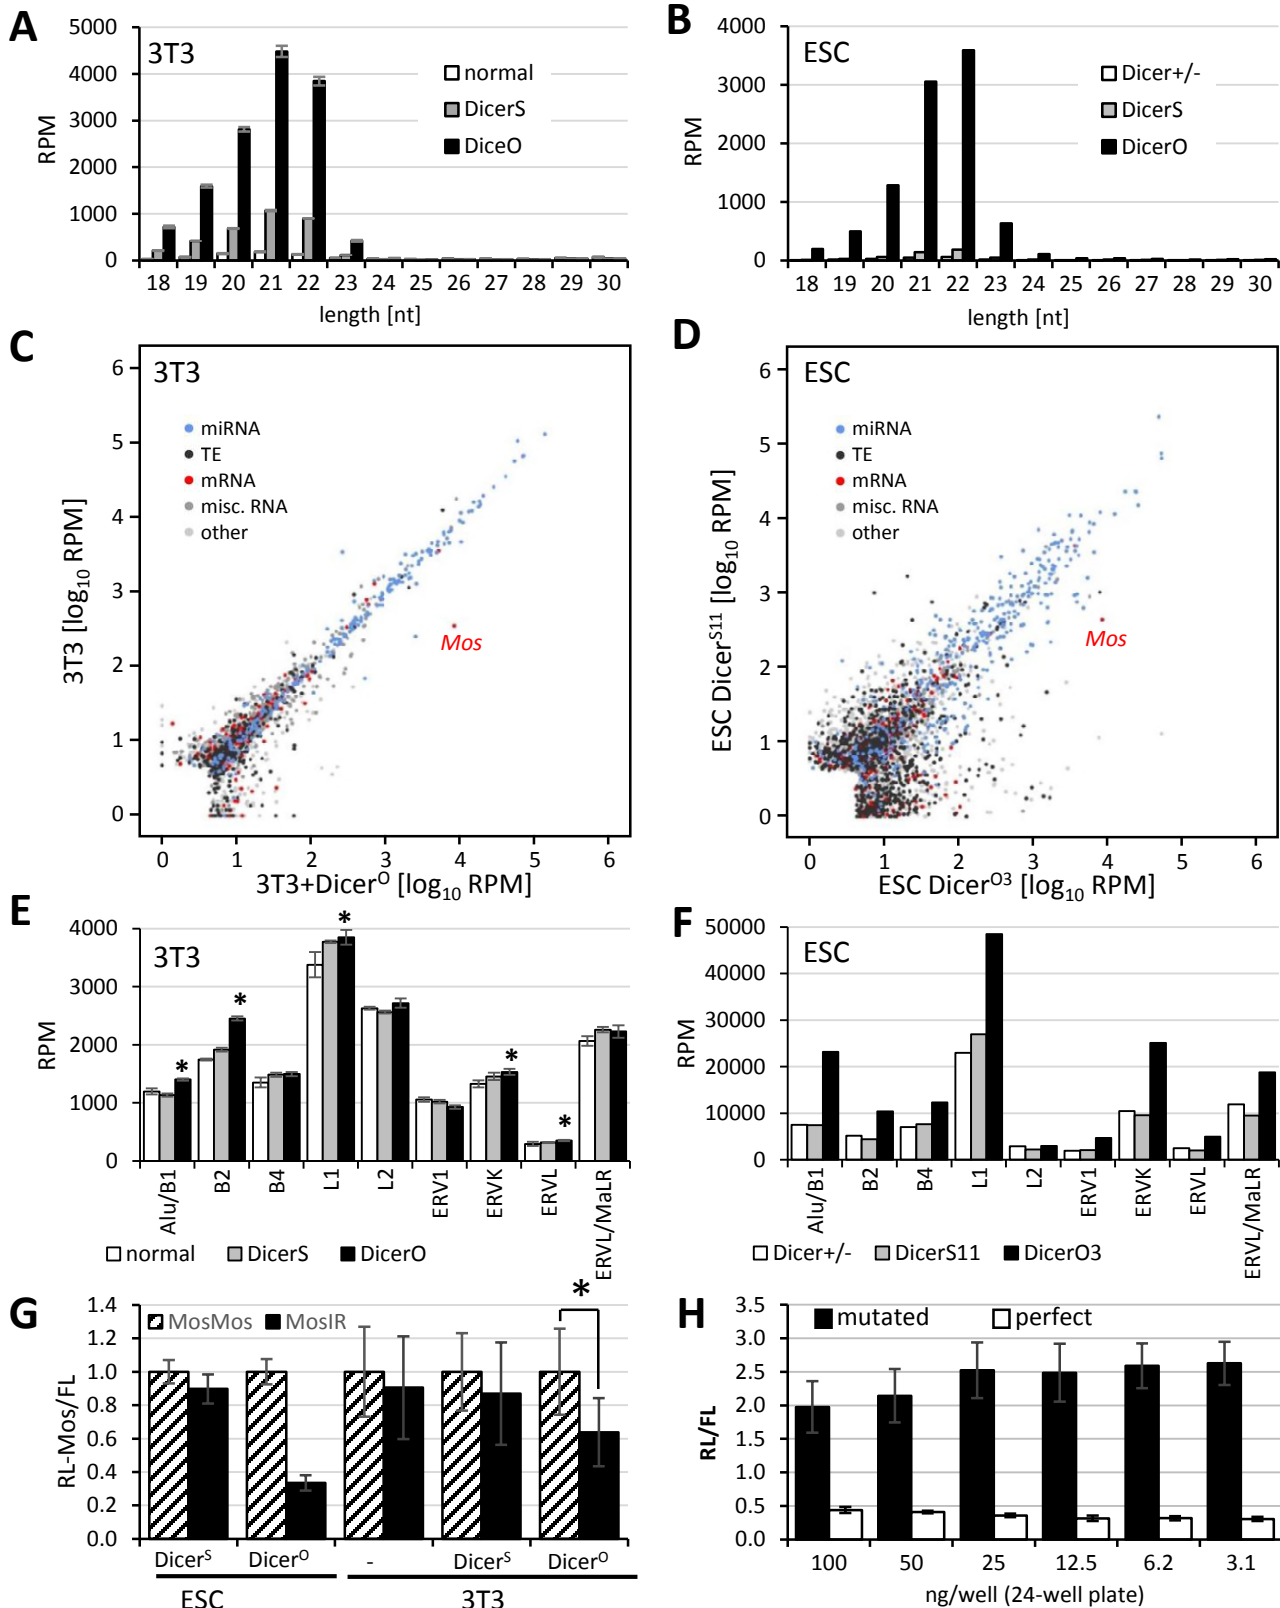 A
3T3
5000
4000
3000
2000
1000
0
RPM
normal
DicerS
DiceO
18 19 20 21 22 23 24 25 26 27 28 29 30
length [nt]
B
ESC
4000
3000
2000
1000
0
RPM
Dicer+/-
DicerS
DicerO
18 19 20 21 22 23 24 25 26 27 28 29 30
length [nt]
C
3T3
miRNA
TE
mRNA
misc. RNA
other
Mos
6
5
4
3
2
1
0
3T3 [log10 RPM]
0 1 2 3 4 5 6
3T3+DicerO [log10 RPM]
D
ESC
miRNA
TE
mRNA
misc. RNA
other
Mos
6
5
4
3
2
1
0
ESC DicerS11 [log10 RPM]
0 1 2 3 4 5 6
ESC DicerO3 [log10 RPM]
E
3T3
4000
3000
2000
1000
0
RPM
* * * * *
Alu/B1 B2 B4 L1 L2 ERV1 ERVK ERVL ERVL/MaLR
normal DicerS DicerO
F
ESC
50000
40000
30000
20000
10000
0
RPM
Alu/B1 B2 B4 L1 L2 ERV1 ERVK ERVL ERVL/MaLR
Dicer+/- DicerS11 DicerO3
G
1.4
1.2
1.0
0.8
0.6
0.4
0.2
0.0
RL-Mos/FL
MosMos MosIR
*
DicerS DicerO - DicerS DicerO
ESC 3T3
H
3.5
3.0
2.5
2.0
1.5
1.0
0.5
0.0
RL/FL
mutated perfect
100 50 25 12.5 6.2 3.1
ng/well (24-well plate)